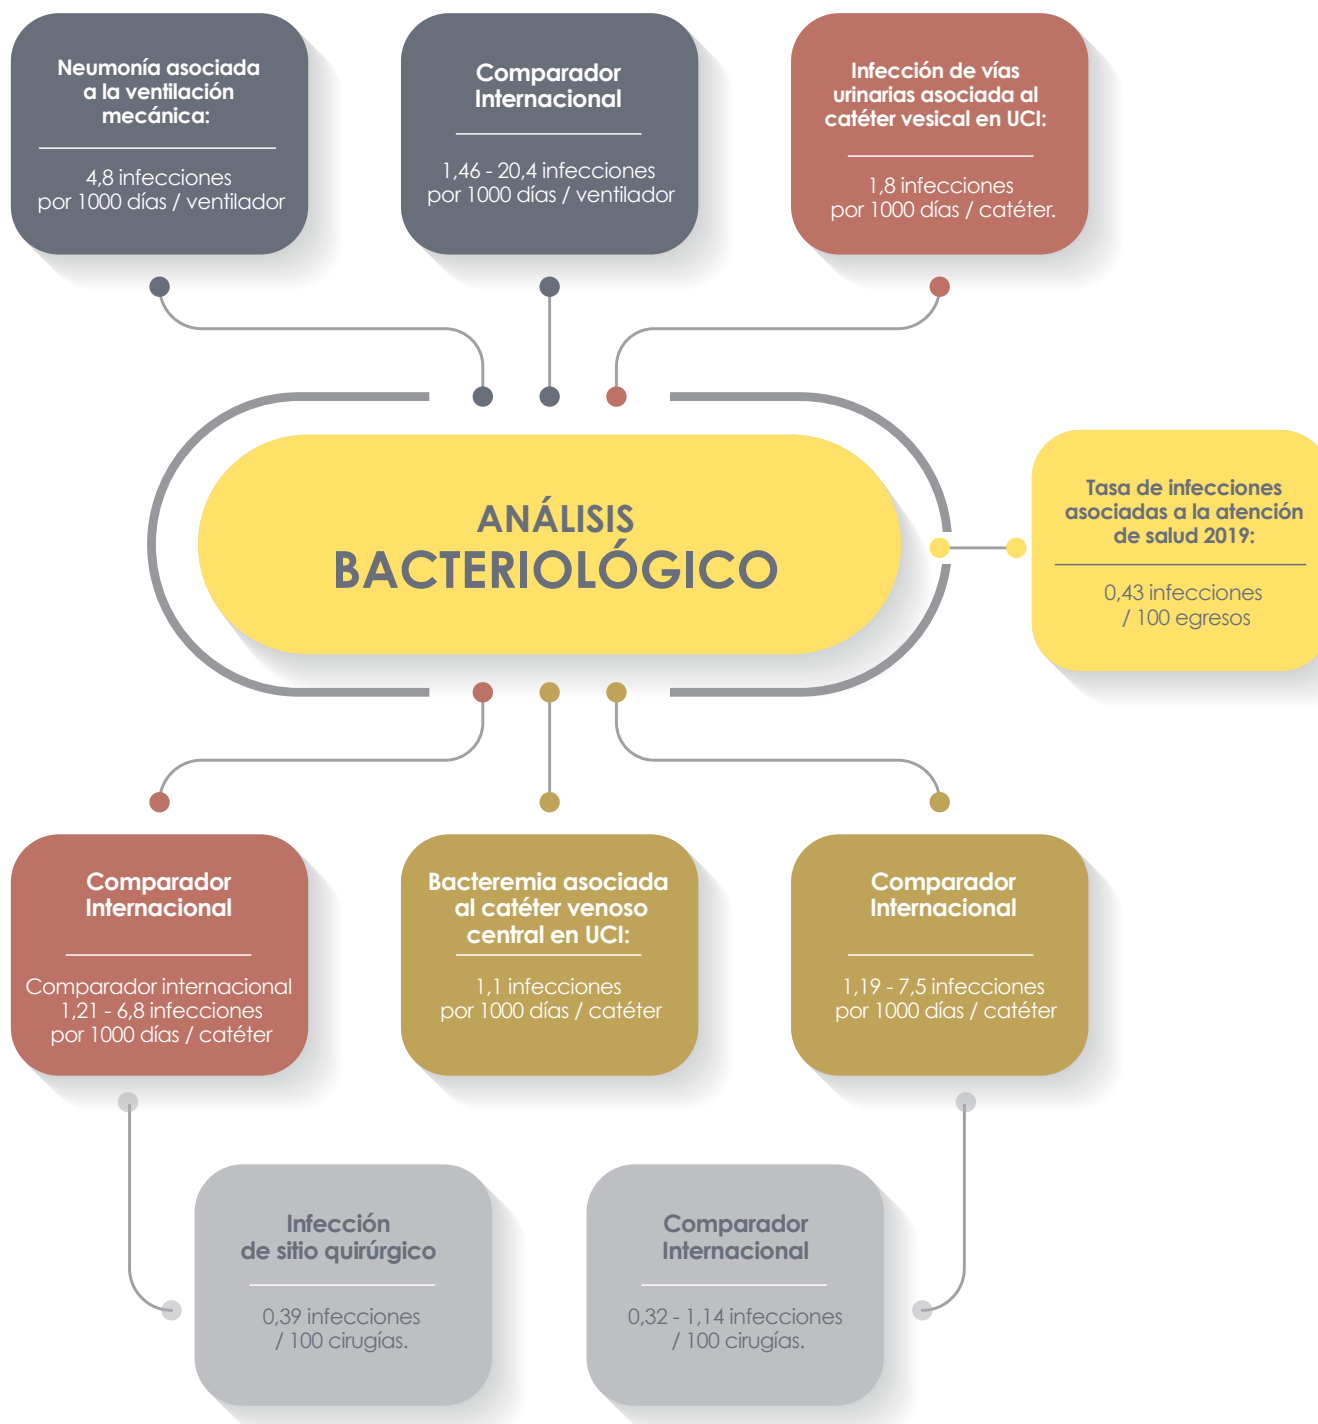 Neumonía asociada
a la ventilación
mecánica:
4,8 infecciones
por 1000 días / ventilador
Comparador
Internacional
1,46 - 20,4 infecciones
por 1000 días / ventilador
Infección de vías
urinarias asociada al
catéter vesical en UCI:
1,8 infecciones
por 1000 días / catéter.
ANÁLISIS
BACTERIOLÓGICO
Tasa de infecciones
asociadas a la atención
de salud 2019:
0,43 infecciones
/ 100 egresos
Comparador
Internacional
Comparador internacional
1,21 - 6,8 infecciones
por 1000 días / catéter
Bacteremia asociada
al catéter venoso
central en UCI:
1,1 infecciones
por 1000 días / catéter
Comparador
Internacional
1,19 - 7,5 infecciones
por 1000 días / catéter
Infección
de sitio quirúrgico
0,39 infecciones
/ 100 cirugías.
Comparador
Internacional
0,32 - 1,14 infecciones
/ 100 cirugías.